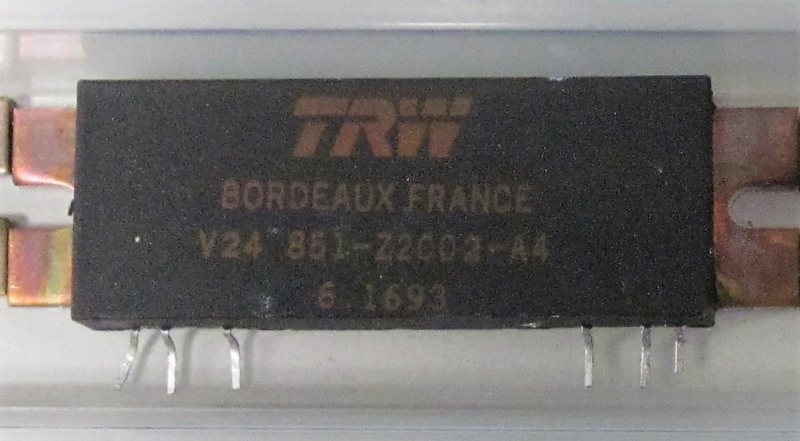 TRW
BORDEAUX FRANCE
V24 851-Z2C02-A4
6.1693